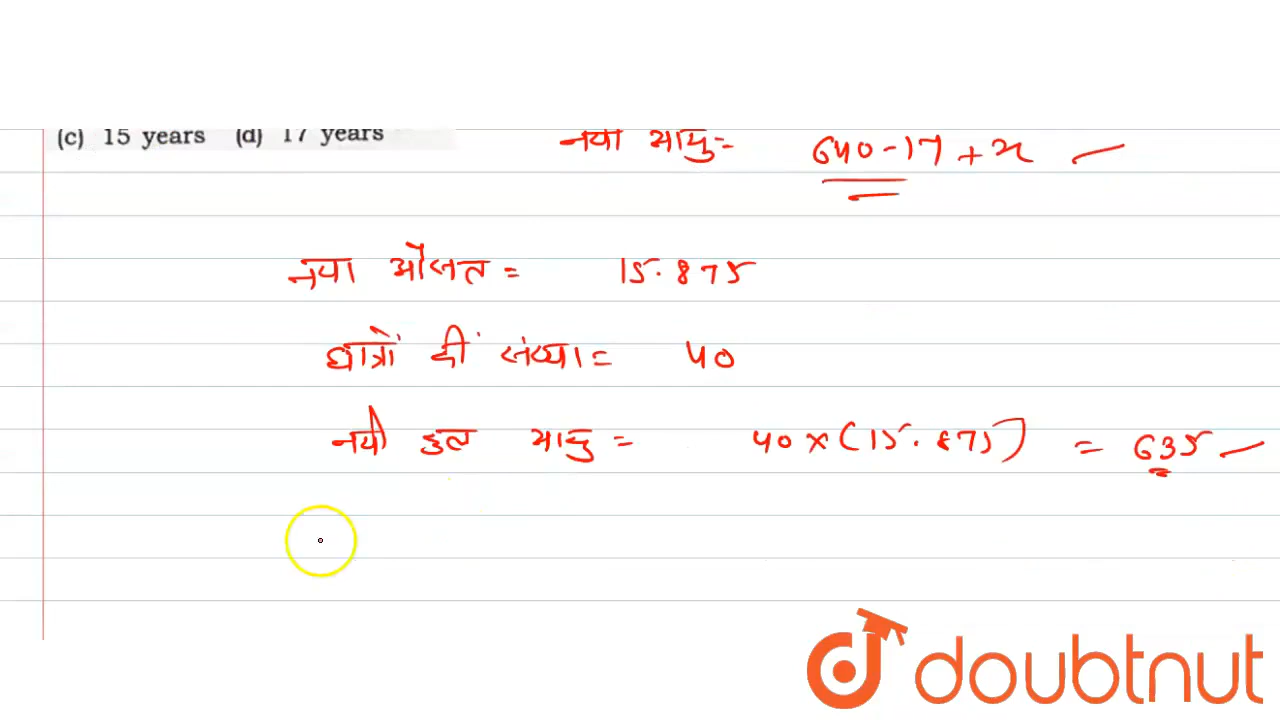 (c) 15 years (d) 17 years
नया आयु = 640 - 17 + x
नया औसत = 15.875
छात्रों की संख्या = 40
नयी कुल आयु = 40 x (15.875) = 635
doubtnut